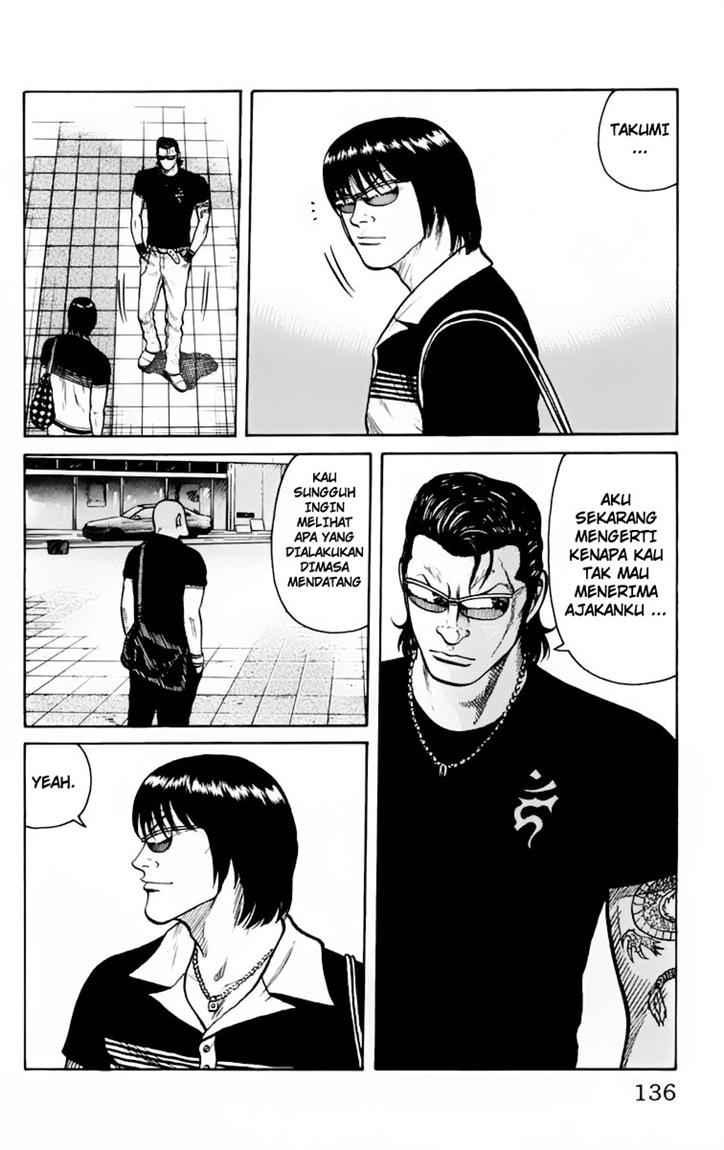 TAKUMI
...
AKU
SEKARANG
MENGERTI
KENAPA KAU
TAK MAU
MENERIMA
AJAKANKU ...
KAU
SUNGGUH
INGIN
MELIHAT
APA YANG
DIALAKUKAN
DIMASA
MENDATANG
YEAH.
136